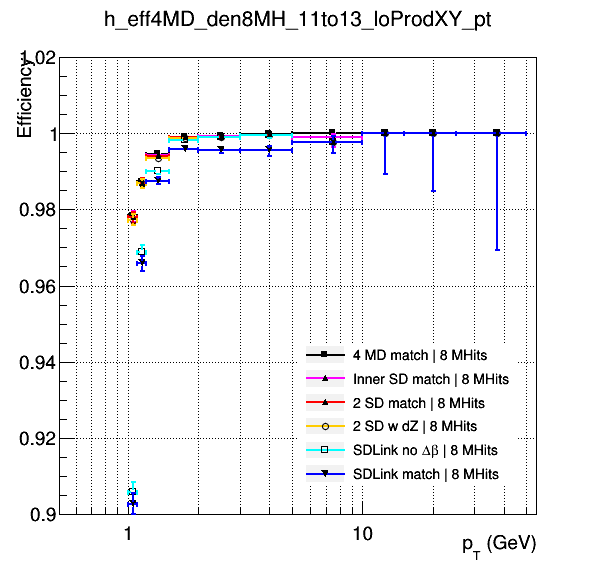 h_eff4MD_den8MH_11to13_loProdXY_pt
Efficiency
1.02
1
0.98
0.96
0.94
0.92
0.9
4 MD match | 8 MHits
Inner SD match | 8 MHits
2 SD match | 8 MHits
2 SD w dZ | 8 MHits
SDLink no Δβ | 8 MHits
SDLink match | 8 MHits
1
10
p_T (GeV)